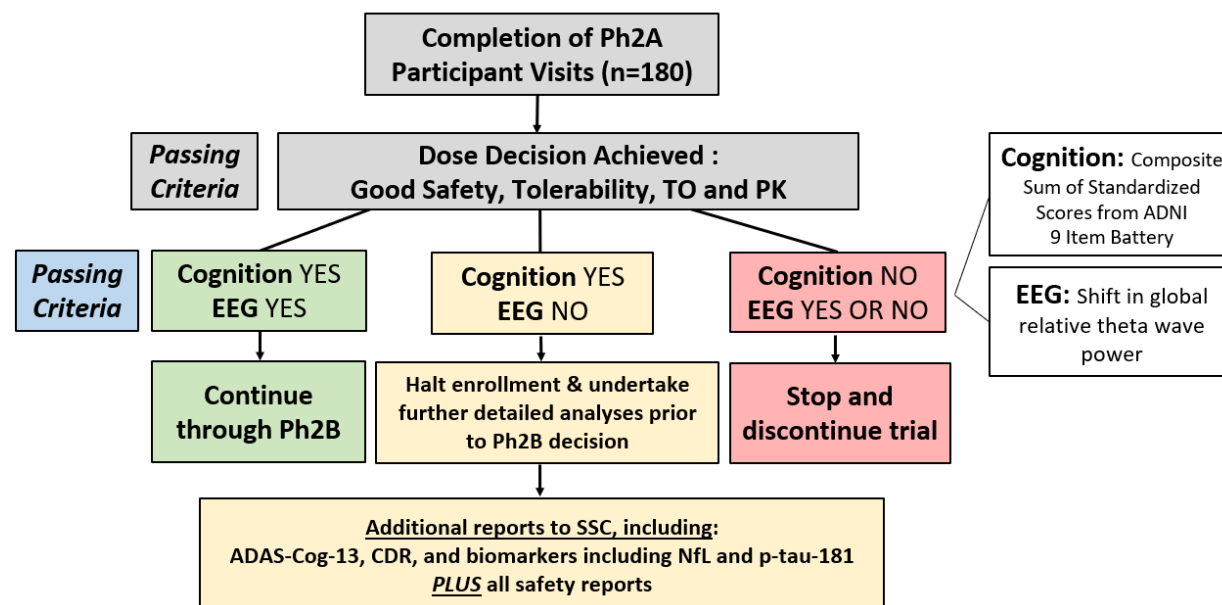 Completion of Ph2A
Participant Visits (n=180)
Passing
Criteria
Dose Decision Achieved :
Good Safety, Tolerability, TO and PK
Passing
Criteria
Cognition YES
EEG YES
Cognition YES
EEG NO
Cognition NO
EEG YES OR NO
Cognition: Composite
Sum of Standardized
Scores from ADNI
9 Item Battery
EEG: Shift in global
relative theta wave
power
Continue
through Ph2B
Halt enrollment & undertake
further detailed analyses prior
to Ph2B decision
Stop and
discontinue trial
Additional reports to SSC, including:
ADAS-Cog-13, CDR, and biomarkers including NfL and p-tau-181
PLUS all safety reports